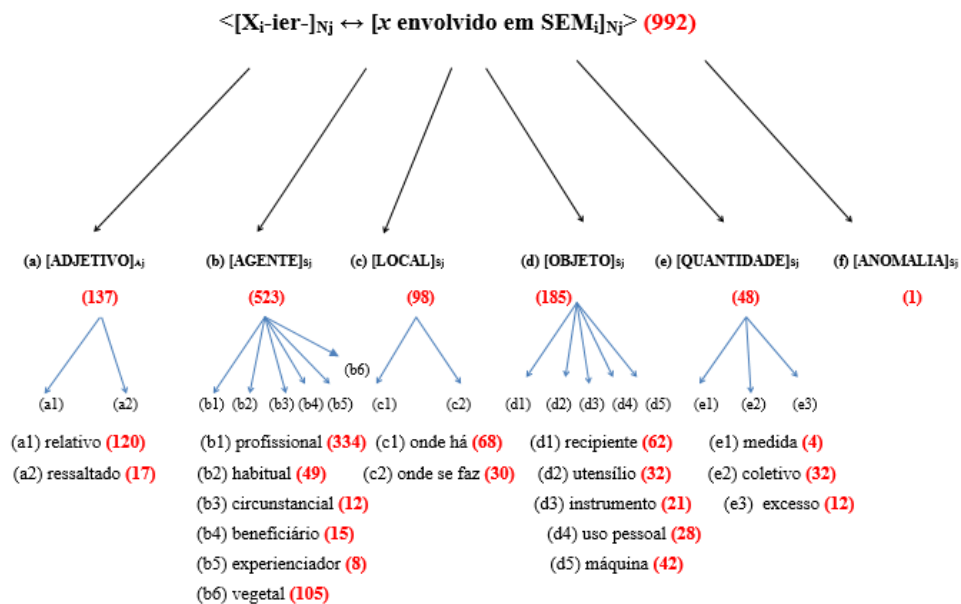 <[Xi-ier-]Nj ↔ [x envolvido em SEMi]Nj> (992)
(a) [ADJETIVO]Aj (b) [AGENTE]Sj (c) [LOCAL]Sj (d) [OBJETO]Sj (e) [QUANTIDADE]Sj (f) [ANOMALIA]Sj
(137) (523) (98) (185) (48) (1)
(b6)
(a1) (a2) (b1) (b2) (b3) (b4) (b5) (c1) (c2) (d1) (d2) (d3) (d4) (d5) (e1) (e2) (e3)
(a1) relativo (120) (b1) profissional (334) (c1) onde há (68) (d1) recipiente (62) (e1) medida (4)
(a2) ressaltado (17) (b2) habitual (49) (c2) onde se faz (30) (d2) utensílio (32) (e2) coletivo (32)
(b3) circunstancial (12) (d3) instrumento (21) (e3) excesso (12)
(b4) beneficiário (15) (d4) uso pessoal (28)
(b5) experienciador (8) (d5) máquina (42)
(b6) vegetal (105)